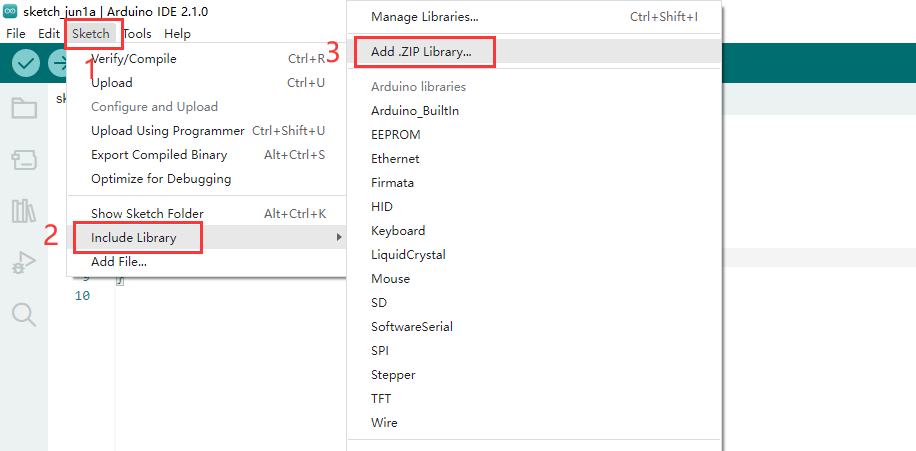 sketch_jun1a | Arduino IDE 2.1.0
File Edit Sketch Tools Help
1
Verify/Compile Ctrl+R
Upload Ctrl+U
Configure and Upload
Upload Using Programmer Ctrl+Shift+U
Export Compiled Binary Alt+Ctrl+S
Optimize for Debugging
Show Sketch Folder Alt+Ctrl+K
2 Include Library
Add File...
10
Manage Libraries... Ctrl+Shift+I
3 Add .ZIP Library...
Arduino libraries
Arduino_BuiltIn
EEPROM
Ethernet
Firmata
HID
Keyboard
LiquidCrystal
Mouse
SD
SoftwareSerial
SPI
Stepper
TFT
Wire